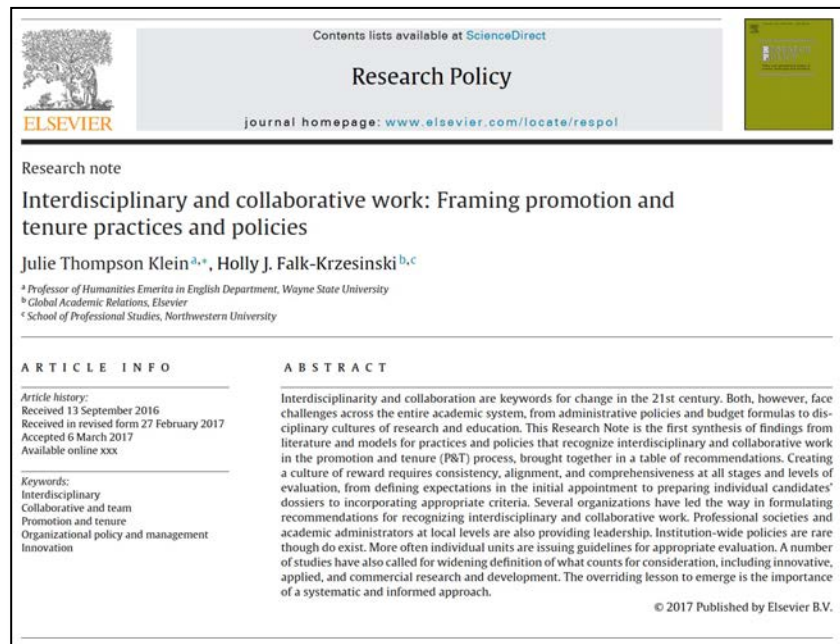 Contents lists available at ScienceDirect
Research Policy
journal homepage: www.elsevier.com/locate/respol
ELSEVIER
Research note
Interdisciplinary and collaborative work: Framing promotion and
tenure practices and policies
Julie Thompson Klein a,*, Holly J. Falk-Krzesinski b,c
a Professor of Humanities Emerita in English Department, Wayne State University
b Global Academic Relations, Elsevier
c School of Professional Studies, Northwestern University
ARTICLE INFO
Article history:
Received 13 September 2016
Received in revised form 27 February 2017
Accepted 6 March 2017
Available online xxx
Keywords:
Interdisciplinary
Collaborative and team
Promotion and tenure
Organizational policy and management
Innovation
ABSTRACT
Interdisciplinarity and collaboration are keywords for change in the 21st century. Both, however, face
challenges across the entire academic system, from administrative policies and budget formulas to dis-
ciplinary cultures of research and education. This Research Note is the first synthesis of findings from
literature and models for practices and policies that recognize interdisciplinary and collaborative work
in the promotion and tenure (P&T) process, brought together in a table of recommendations. Creating
a culture of reward requires consistency, alignment, and comprehensiveness at all stages and levels of
evaluation, from defining expectations in the initial appointment to preparing individual candidates'
dossiers to incorporating appropriate criteria. Several organizations have led the way in formulating
recommendations for recognizing interdisciplinary and collaborative work. Professional societies and
academic administrators at local levels are also providing leadership. Institution-wide policies are rare
though do exist. More often individual units are issuing guidelines for appropriate evaluation. A number
of studies have also called for widening definition of what counts for consideration, including innovative,
applied, and commercial research and development. The overriding lesson to emerge is the importance
of a systematic and informed approach.
© 2017 Published by Elsevier B.V.